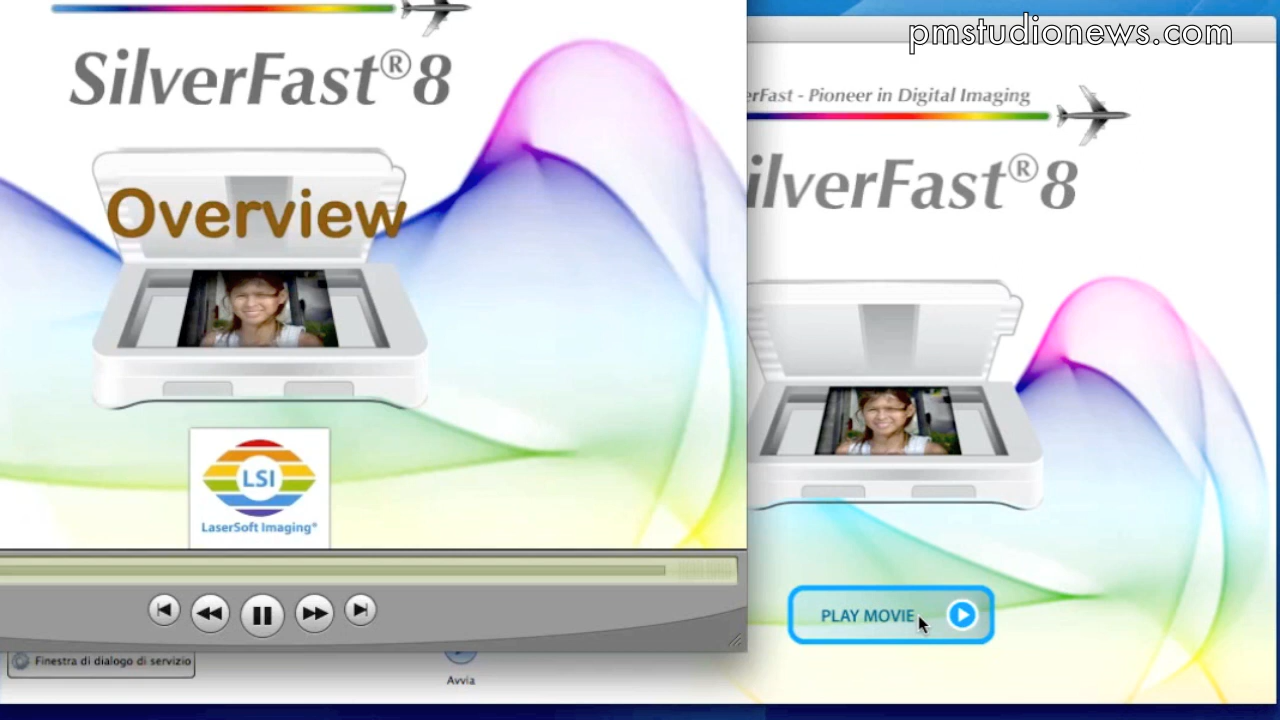 pmstudionews.com
SilverFast®8
Overview
LSI
LaserSoft Imaging®
erFast - Pioneer in Digital Imaging
ilverFast®8
PLAY MOVIE
Finestra di dialogo di servizio
Avvia